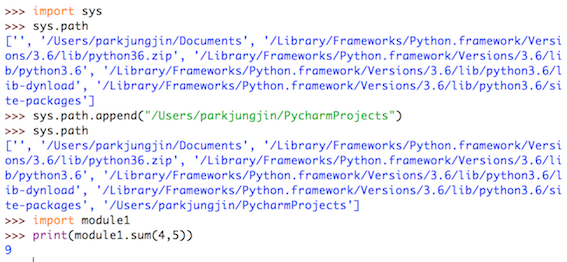 >>> import sys
>>> sys.path
['', '/Users/parkjungjin/Documents', '/Library/Frameworks/Python.framework/Versi
ons/3.6/lib/python36.zip', '/Library/Frameworks/Python.framework/Versions/3.6/li
b/python3.6', '/Library/Frameworks/Python.framework/Versions/3.6/lib/python3.6/l
ib-dynload', '/Library/Frameworks/Python.framework/Versions/3.6/lib/python3.6/si
te-packages']
>>> sys.path.append("/Users/parkjungjin/PycharmProjects")
>>> sys.path
['', '/Users/parkjungjin/Documents', '/Library/Frameworks/Python.framework/Versi
ons/3.6/lib/python36.zip', '/Library/Frameworks/Python.framework/Versions/3.6/li
b/python3.6', '/Library/Frameworks/Python.framework/Versions/3.6/lib/python3.6/l
ib-dynload', '/Library/Frameworks/Python.framework/Versions/3.6/lib/python3.6/si
te-packages', '/Users/parkjungjin/PycharmProjects']
>>> import module1
>>> print(module1.sum(4,5))
9